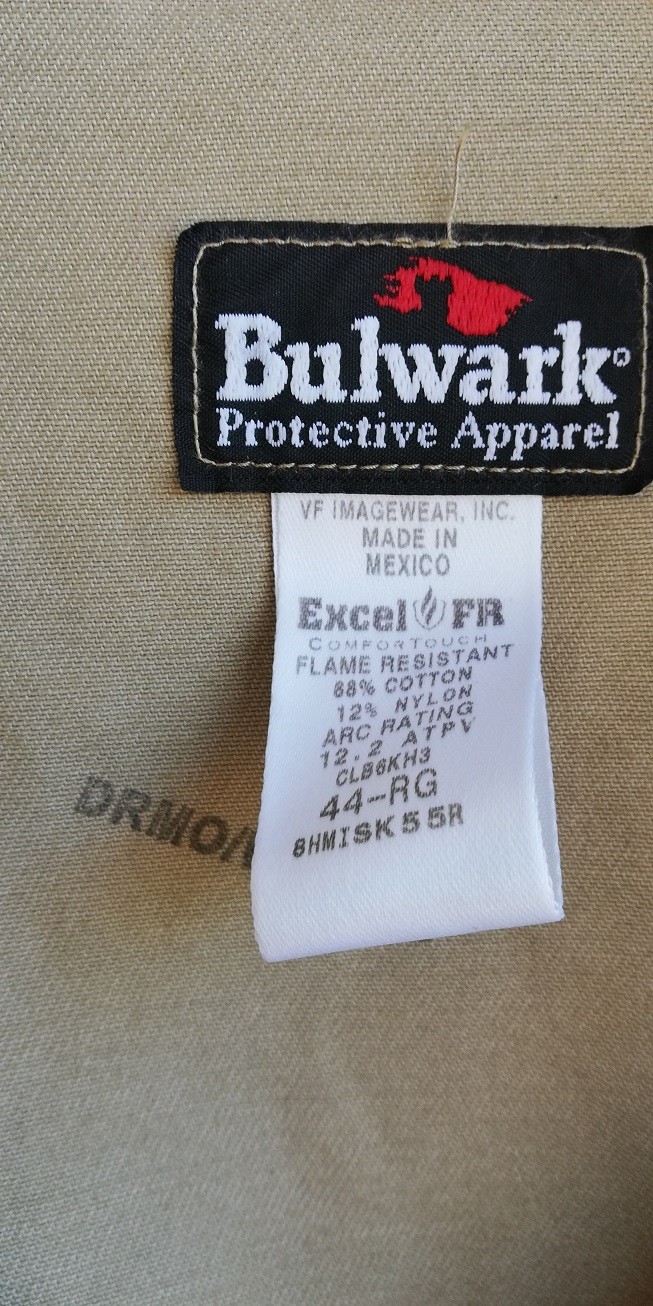 Bulwark®
Protective Apparel
VF IMAGEWEAR, INC.
MADE IN
MEXICO
Excel FR
COMFORTOUCH
FLAME RESISTANT
88% COTTON
12% NYLON
ARC RATING
12.2 ATPV
CLB6KH3
44-RG
8HMISK55R
DRMO/